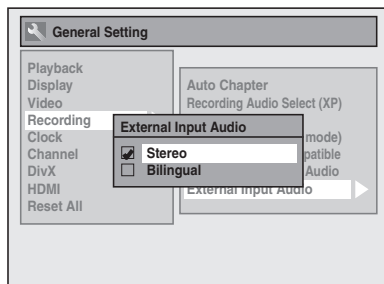 General Setting
Playback
Display
Video
Recording
Clock
Channel
DivX
HDMI
Reset All
Auto Chapter
Recording Audio Select (XP)
mode)
Audio
External Input Audio
External Input Audio
Stereo
Bilingual